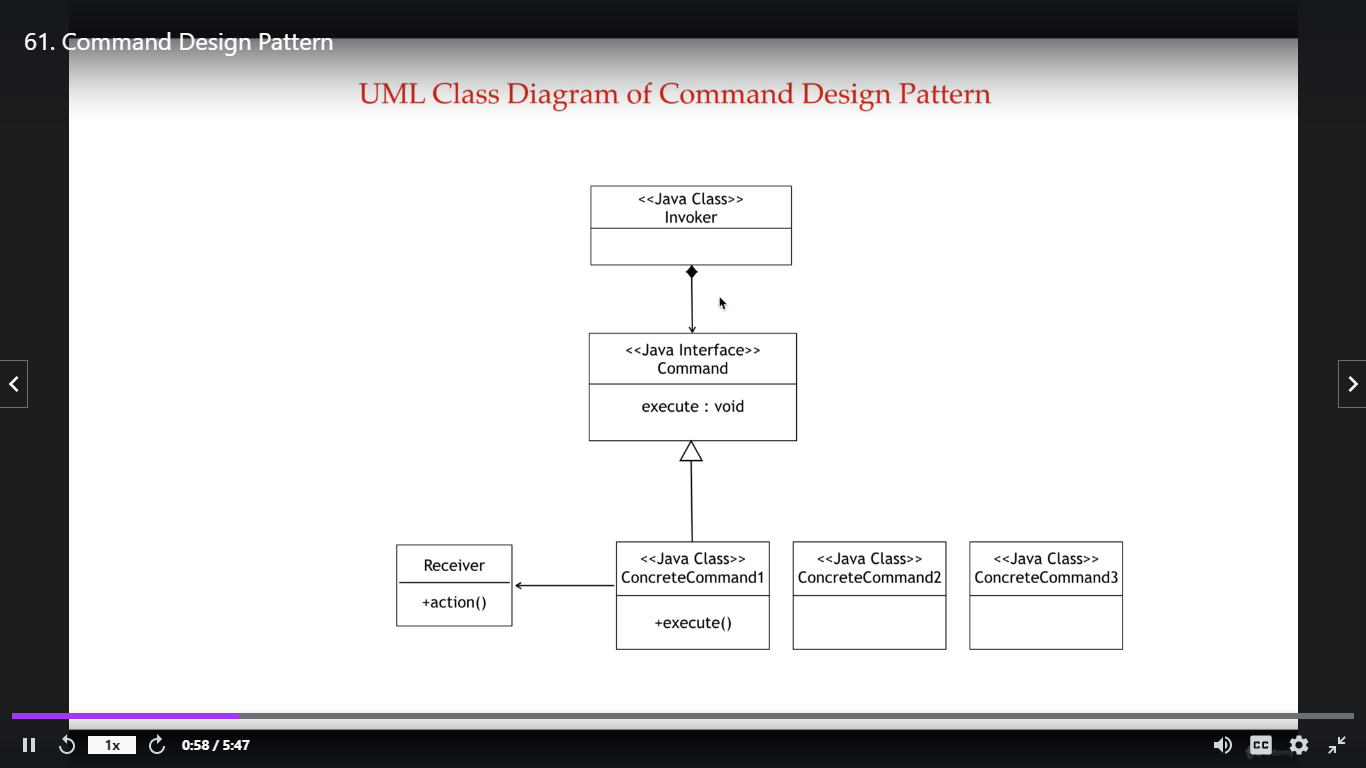 61. Command Design Pattern
UML Class Diagram of Command Design Pattern
<<Java Class>>
Invoker
<<Java Interface>>
Command
execute : void
Receiver
+action()
<<Java Class>>
ConcreteCommand1
+execute()
<<Java Class>>
ConcreteCommand2
<<Java Class>>
ConcreteCommand3
1x
0:58 / 5:47
CC